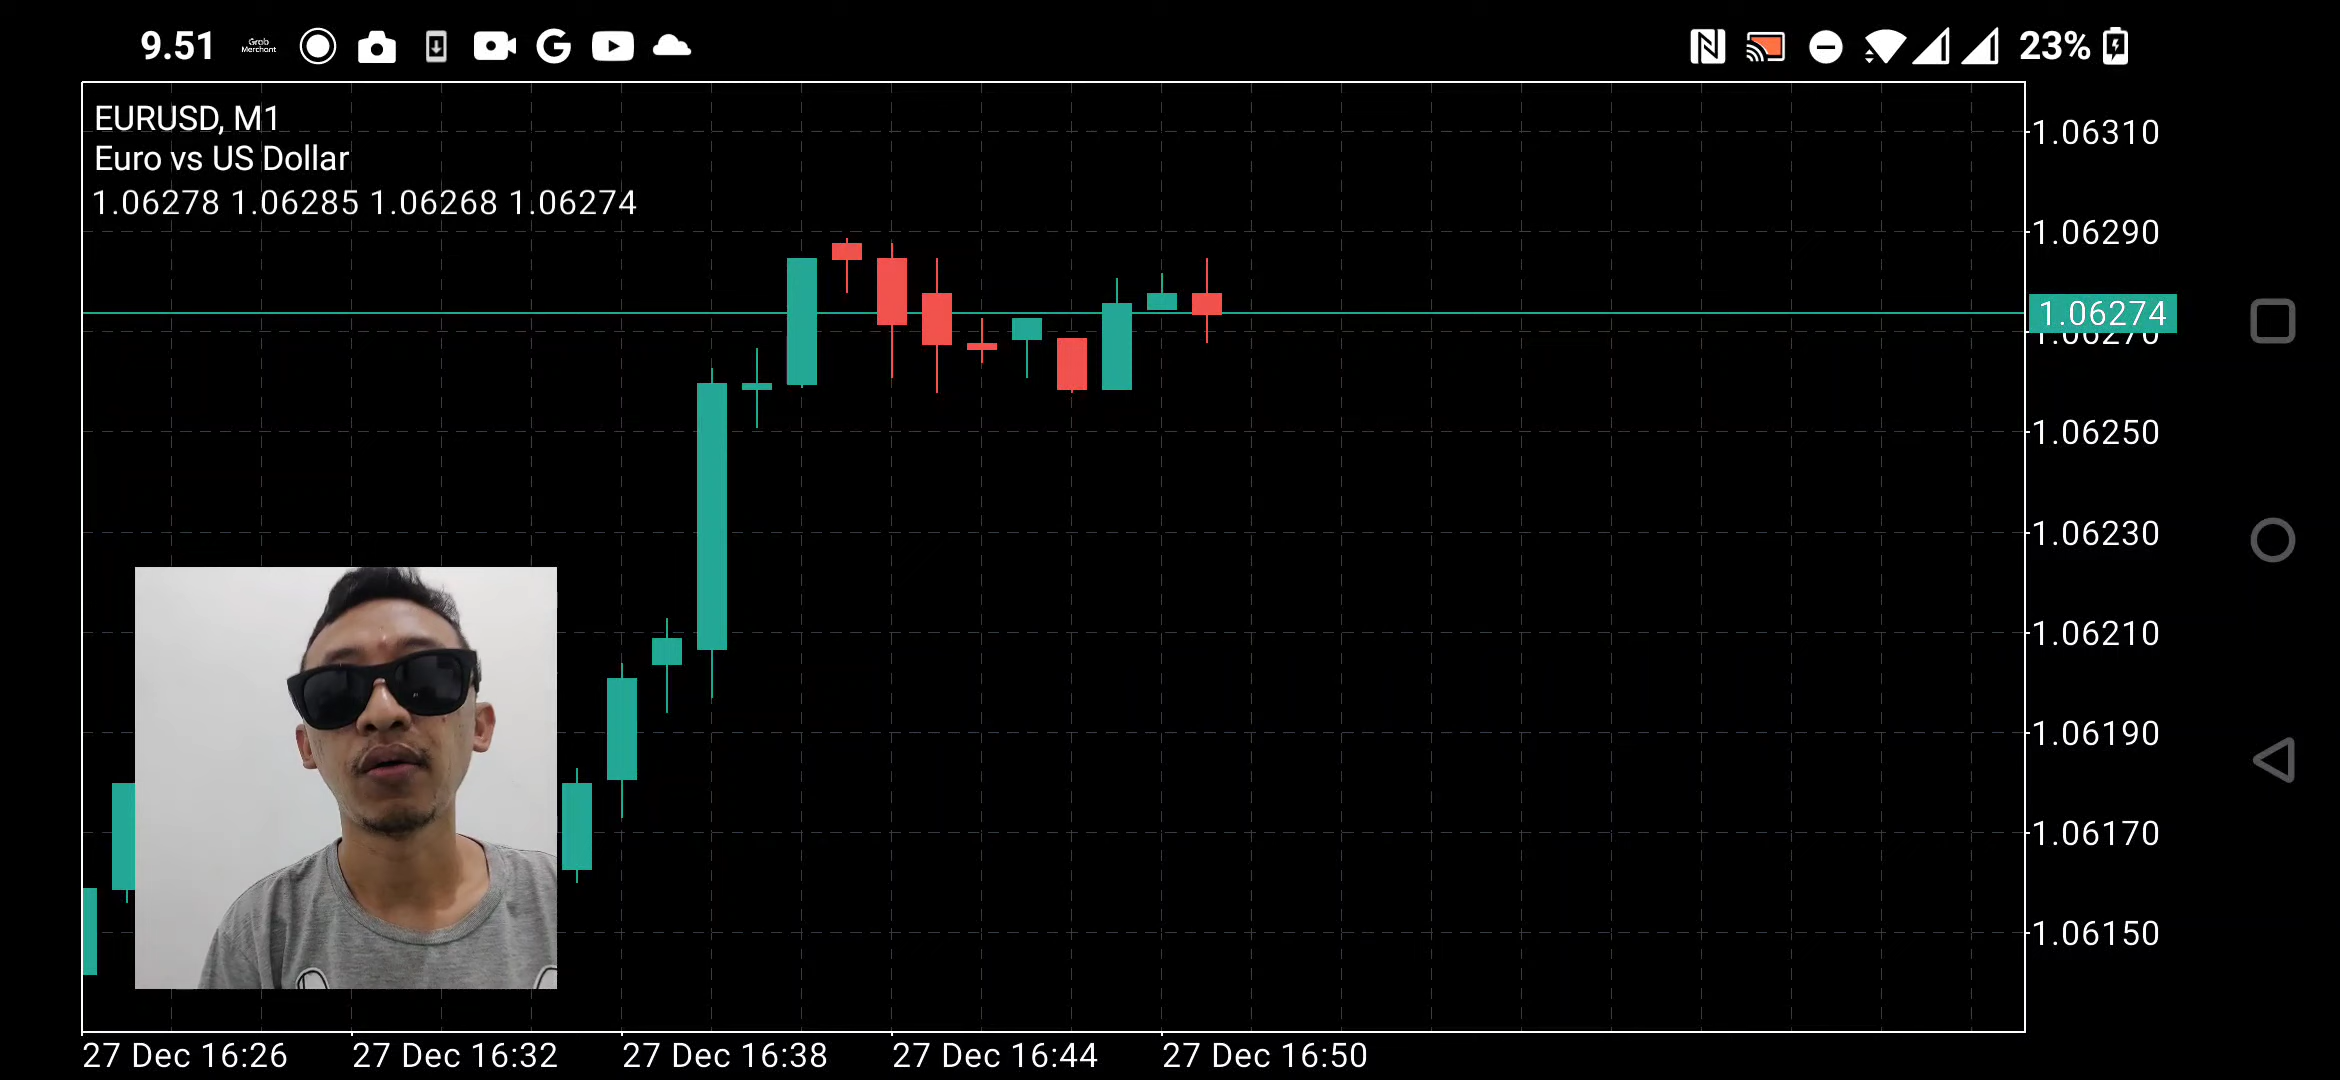 9.51 Grab Merchant 23%
EURUSD, M1
Euro vs US Dollar
1.06278 1.06285 1.06268 1.06274
1.06310
1.06290
1.06274
1.06270
1.06250
1.06230
1.06210
1.06190
1.06170
1.06150
27 Dec 16:26 27 Dec 16:32 27 Dec 16:38 27 Dec 16:44 27 Dec 16:50